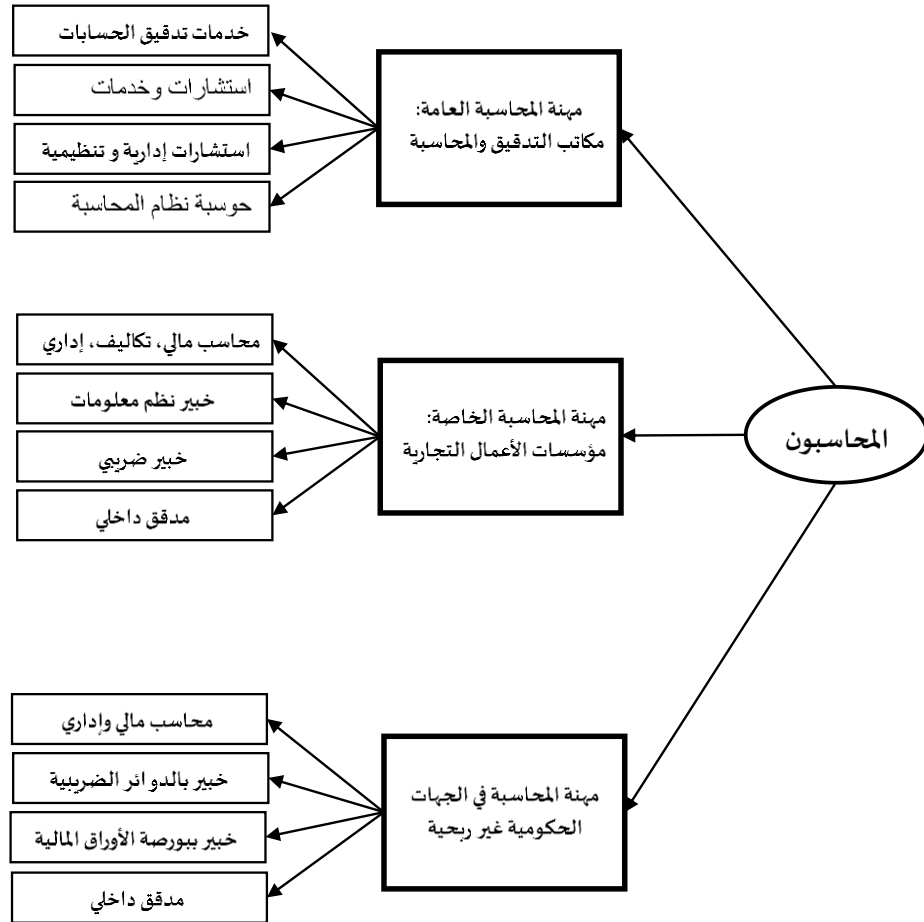 المحاسبون
مهنة المحاسبة العامة:
مكاتب التدقيق والمحاسبة
خدمات تدقيق الحسابات
استشارات وخدمات
استشارات إدارية و تنظيمية
حوسبة نظام المحاسبة
مهنة المحاسبة الخاصة:
مؤسسات الأعمال التجارية
محاسب مالي، تكاليف، إداري
خبير نظم معلومات
خبير ضريبي
مدقق داخلي
مهنة المحاسبة في الجهات
الحكومية غير ربحية
محاسب مالي وإداري
خبير بالدوائر الضريبية
خبير ببورصة الأوراق المالية
مدقق داخلي